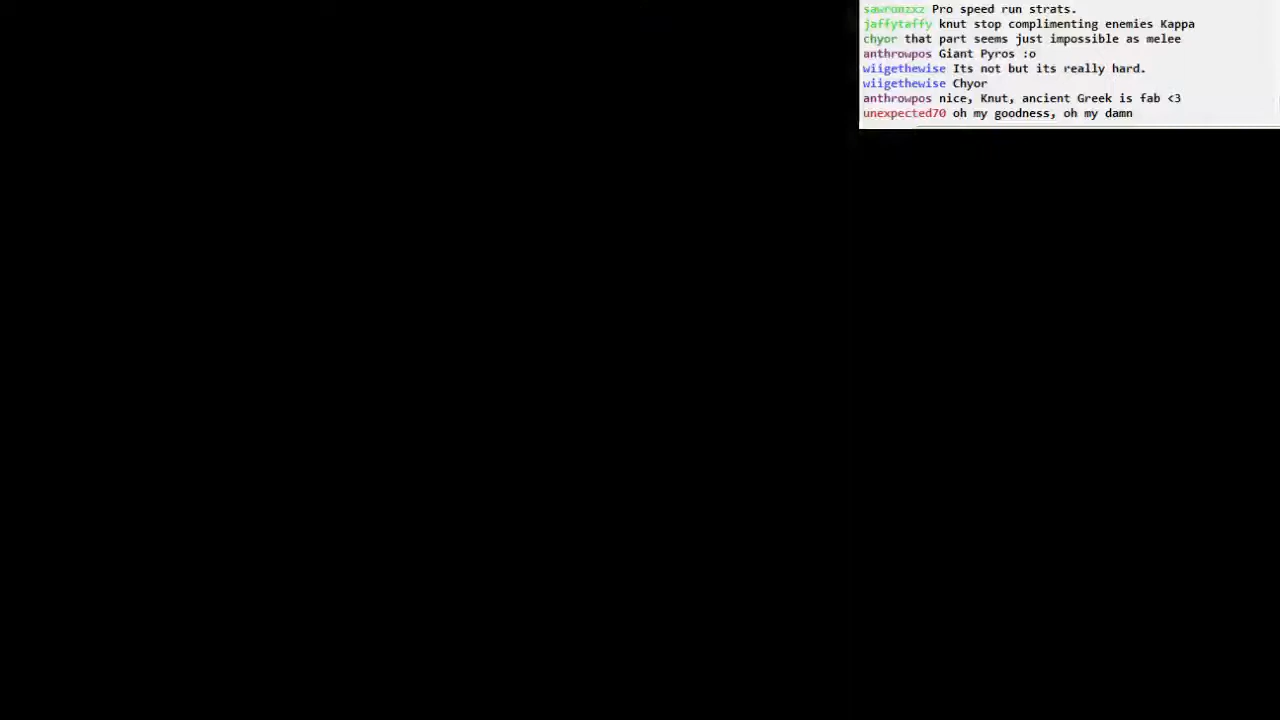 sawronzxz Pro speed run strats.
jaffytaffy knut stop complimenting enemies Kappa
chyor that part seems just impossible as melee
anthrowpos Giant Pyros :o
wiigethewise Its not but its really hard.
wiigethewise Chyor
anthrowpos nice, Knut, ancient Greek is fab <3
unexpected70 oh my goodness, oh my damn